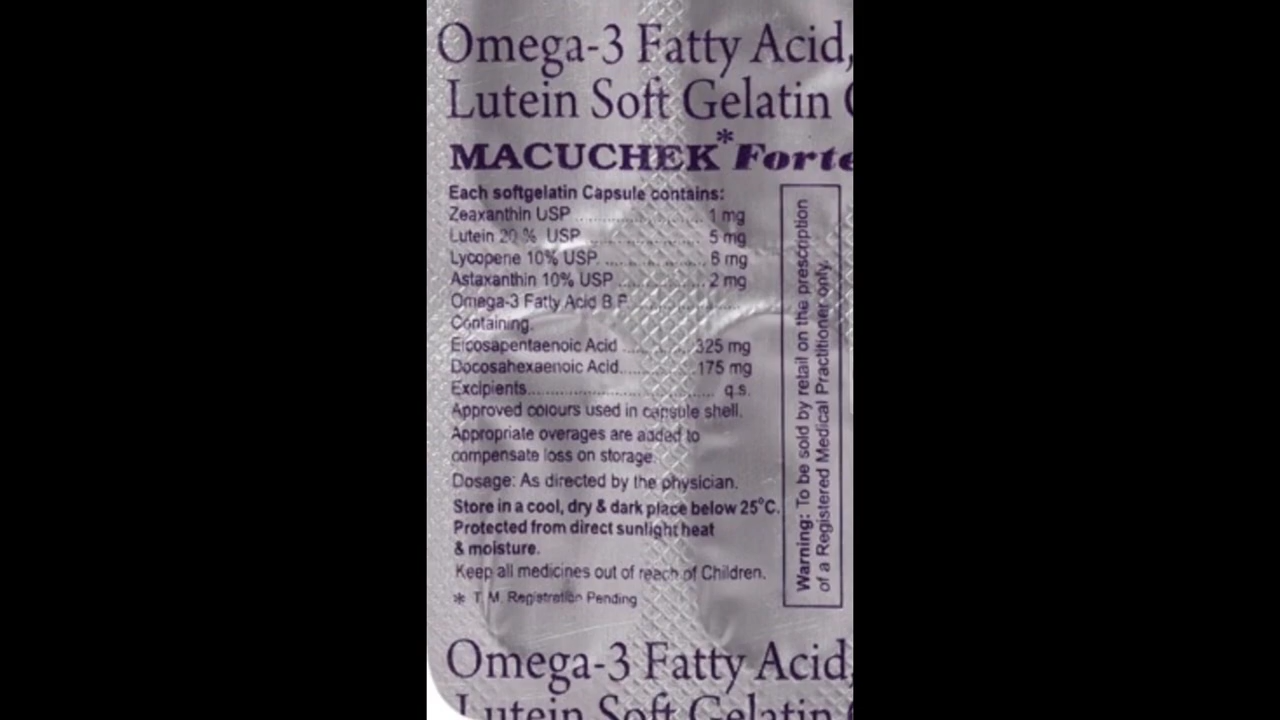 Omega-3 Fatty Acid,
Lutein Soft Gelatin
MACUCHEK* Forte
Each softgelatin Capsule contains:
Zeaxanthin USP .................... 1 mg
Lutein 20 % USP .................... 5 mg
Lycopene 10% USP .................... 6 mg
Astaxanthin 10% USP .................... 2 mg
Omega-3 Fatty Acid B.P. ....................
Containing.
Eicosapentaenoic Acid .................... 325 mg
Docosahexaenoic Acid .................... 175 mg
Excipients .................... q.s.
Approved colours used in capsule shell.
Appropriate overages are added to
compensate loss on storage.
Dosage: As directed by the physician.
Store in a cool, dry & dark place below 25°C.
Protected from direct sunlight heat
& moisture.
Keep all medicines out of reach of Children.
* T.M. Registration Pending
Warning: To be sold by retail on the prescription
of a Registered Medical Practitioner only.
Omega-3 Fatty Acid,
Lutein Soft Gelatin